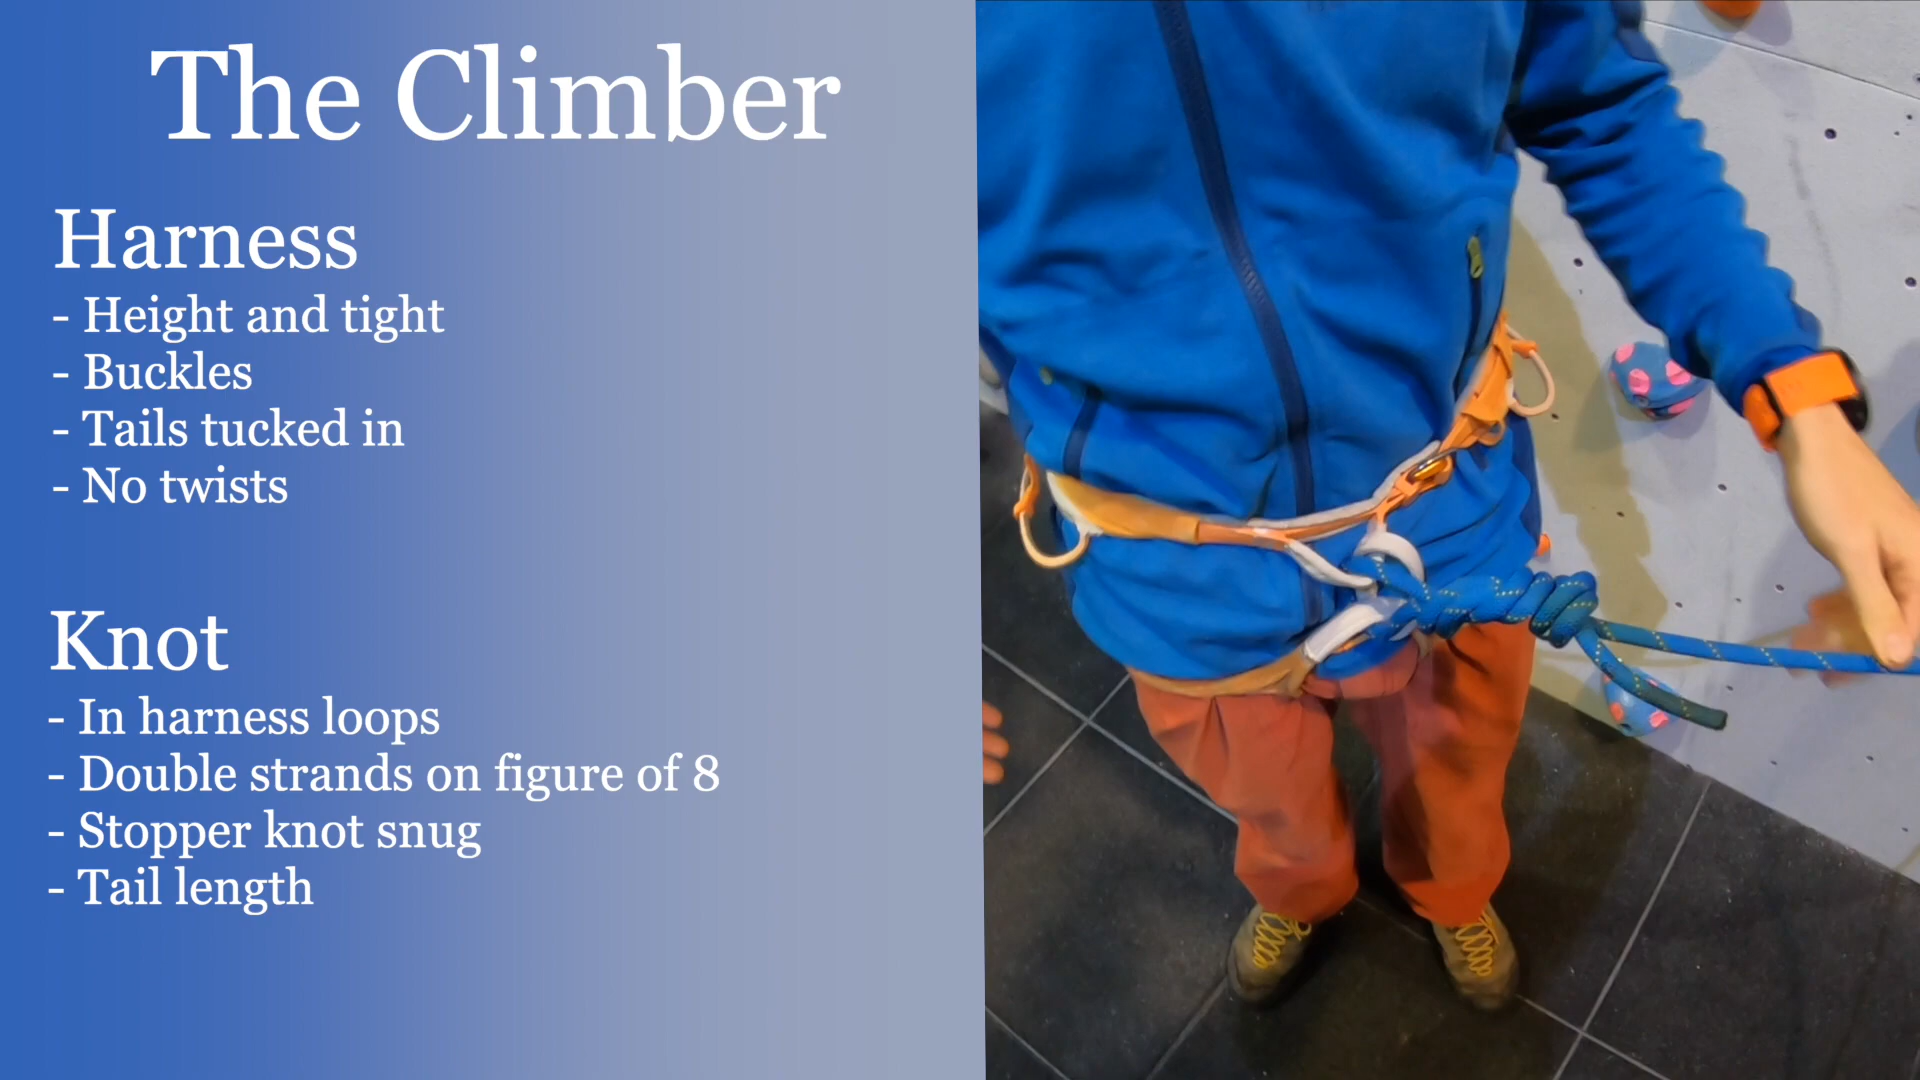 The Climber
Harness
- Height and tight
- Buckles
- Tails tucked in
- No twists
Knot
- In harness loops
- Double strands on figure of 8
- Stopper knot snug
- Tail length